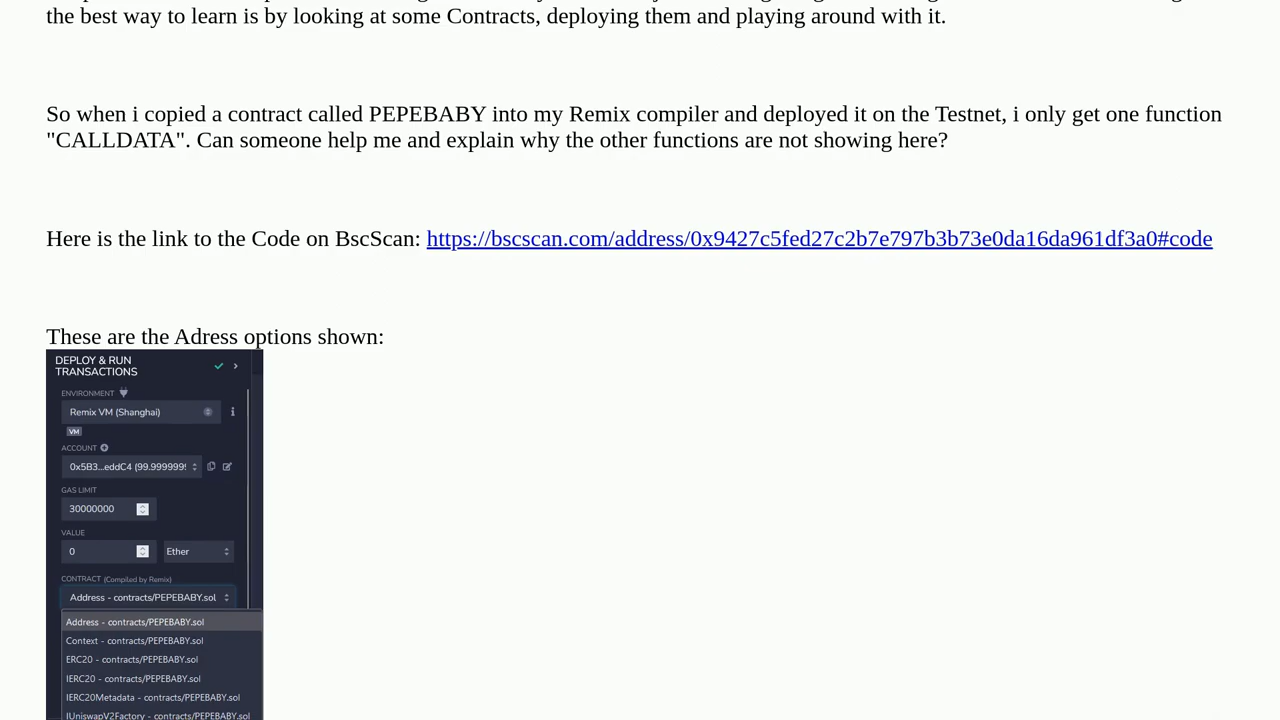 the best way to learn is by looking at some Contracts, deploying them and playing around with it.
So when i copied a contract called PEPEBABY into my Remix compiler and deployed it on the Testnet, i only get one function
"CALLDATA". Can someone help me and explain why the other functions are not showing here?
Here is the link to the Code on BscScan: https://bscscan.com/address/0x9427c5fed27c2b7e797b3b73e0da16da961df3a0#code
These are the Adress options shown:
DEPLOY & RUN
TRANSACTIONS
ENVIRONMENT
Remix VM (Shanghai)
VM
ACCOUNT
0x5B3...eddC4 (99.999999!
GAS LIMIT
30000000
VALUE
0 Ether
CONTRACT (Compiled by Remix)
Address - contracts/PEPEBABY.sol
Address - contracts/PEPEBABY.sol
Context - contracts/PEPEBABY.sol
ERC20 - contracts/PEPEBABY.sol
IERC20 - contracts/PEPEBABY.sol
IERC20Metadata - contracts/PEPEBABY.sol
IUniswapV2Factory - contracts/PEPEBABY.sol